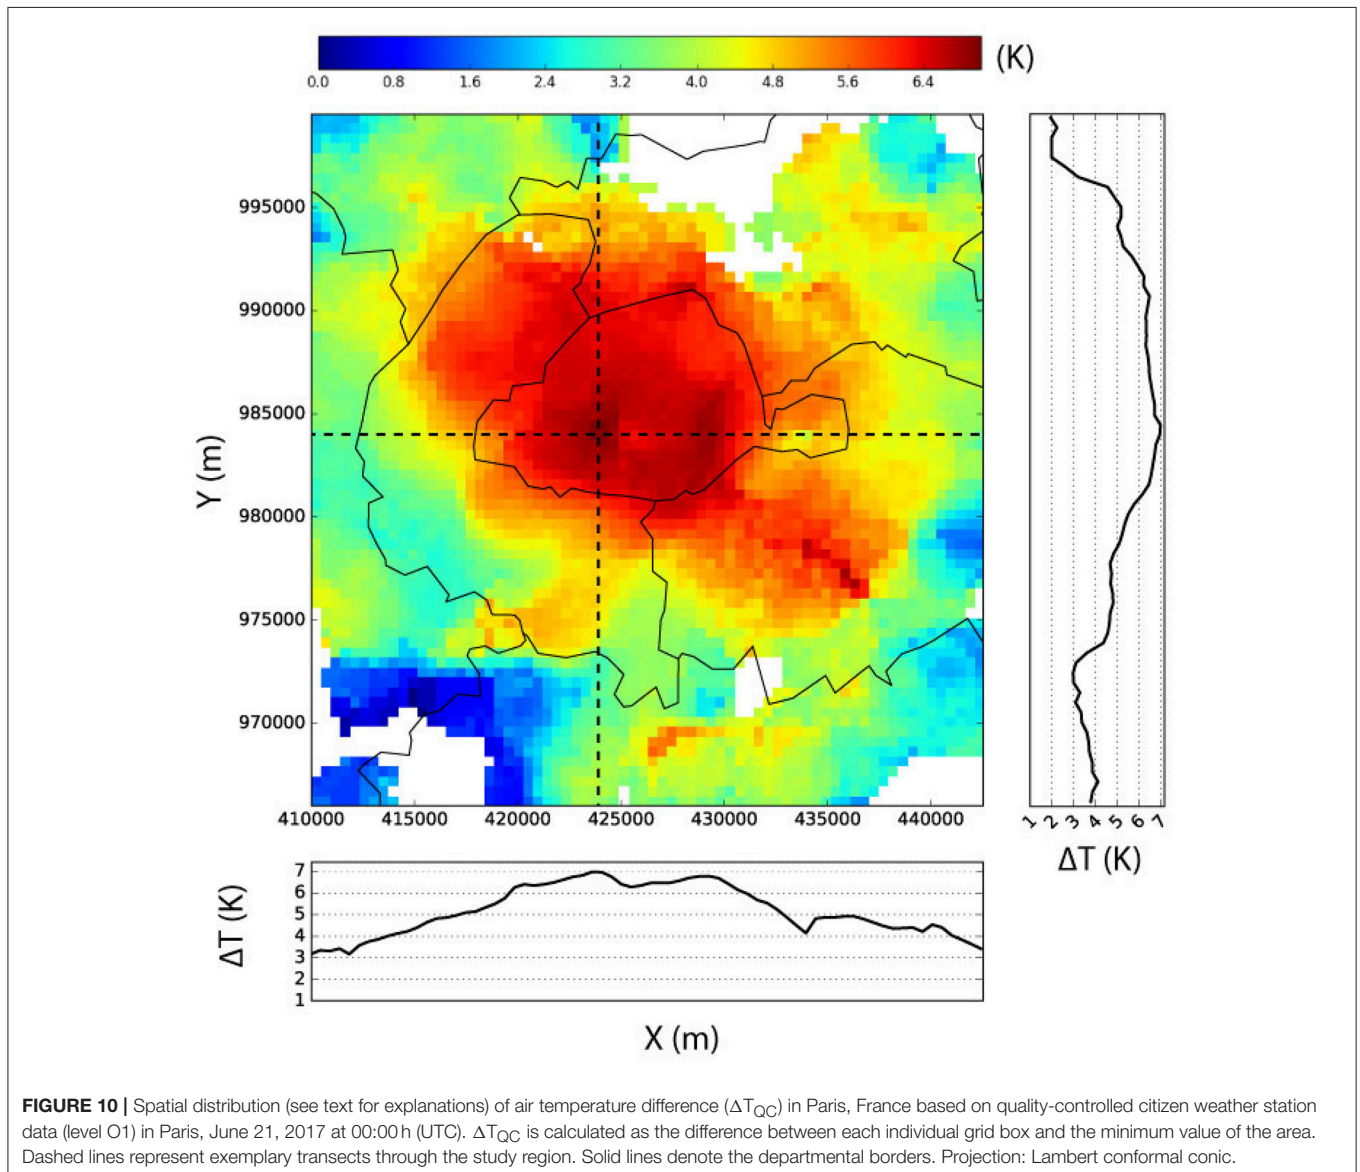 (K)
0.0 0.8 1.6 2.4 3.2 4.0 4.8 5.6 6.4
995000
990000
985000
980000
975000
970000
Y (m)
410000 415000 420000 425000 430000 435000 440000
1 2 3 4 5 6 7
ΔT (K)
7
6
5
4
3
2
1
ΔT (K)
X (m)
FIGURE 10 | Spatial distribution (see text for explanations) of air temperature difference (ΔTQC) in Paris, France based on quality-controlled citizen weather station
data (level O1) in Paris, June 21, 2017 at 00:00 h (UTC). ΔTQC is calculated as the difference between each individual grid box and the minimum value of the area.
Dashed lines represent exemplary transects through the study region. Solid lines denote the departmental borders. Projection: Lambert conformal conic.